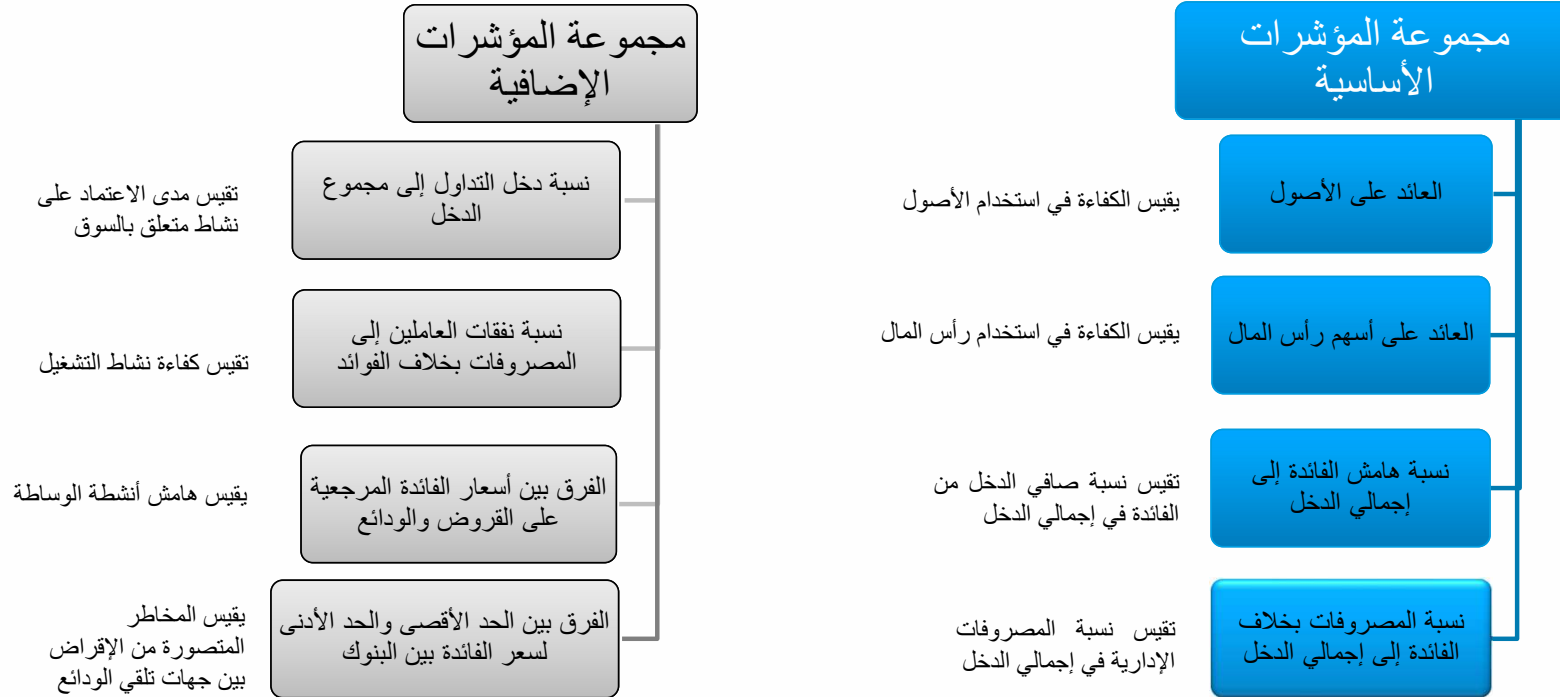 مجموعة المؤشرات
الأساسية
العائد على الأصول
يقيس الكفاءة في استخدام الأصول
العائد على أسهم رأس المال
يقيس الكفاءة في استخدام رأس المال
نسبة هامش الفائدة إلى
إجمالي الدخل
تقيس نسبة صافي الدخل من
الفائدة في إجمالي الدخل
نسبة المصروفات بخلاف
الفائدة إلى إجمالي الدخل
تقيس نسبة المصروفات
الإدارية في إجمالي الدخل
مجموعة المؤشرات
الإضافية
نسبة دخل التداول إلى مجموع
الدخل
تقيس مدى الاعتماد على
نشاط متعلق بالسوق
نسبة نفقات العاملين إلى
المصروفات بخلاف الفوائد
تقيس كفاءة نشاط التشغيل
الفرق بين أسعار الفائدة المرجعية
على القروض والودائع
يقيس هامش أنشطة الوساطة
الفرق بين الحد الأقصى والحد الأدنى
لسعر الفائدة بين البنوك
يقيس المخاطر
المتصورة من الإقراض
بين جهات تلقي الودائع